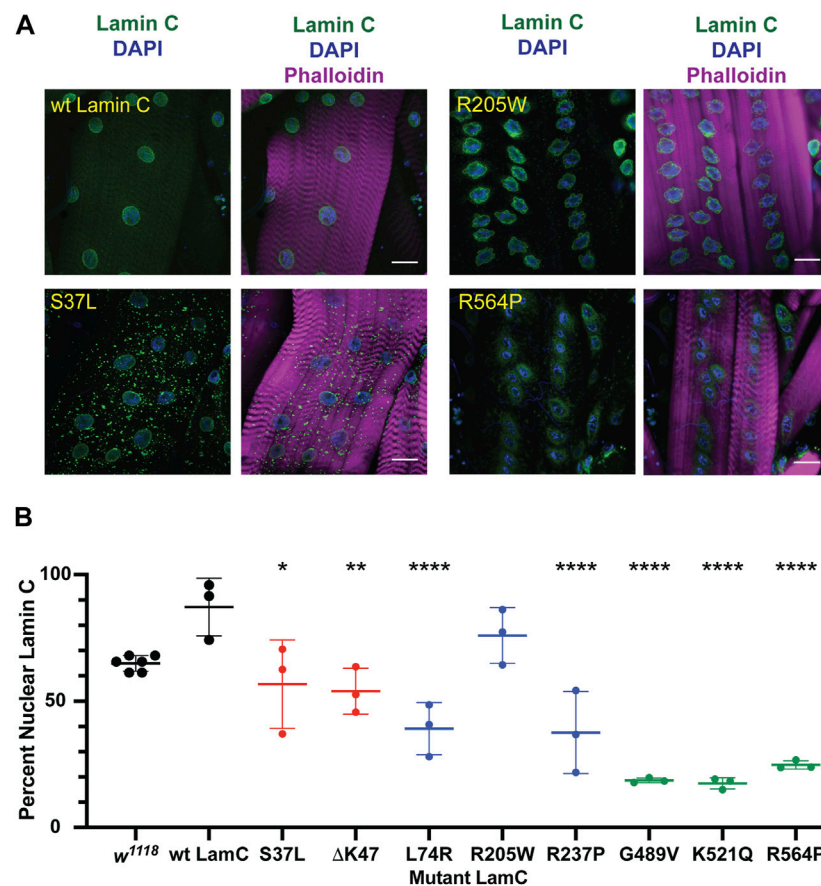 A
Lamin C
DAPI
Lamin C
DAPI
Phalloidin
Lamin C
DAPI
Lamin C
DAPI
Phalloidin
wt Lamin C
R205W
S37L
R564P
B
Percent Nuclear Lamin C
100
50
0
* ** **** **** **** **** ****
w¹¹¹⁸ wt LamC S37L ΔK47 L74R R205W R237P G489V K521Q R564P
Mutant LamC